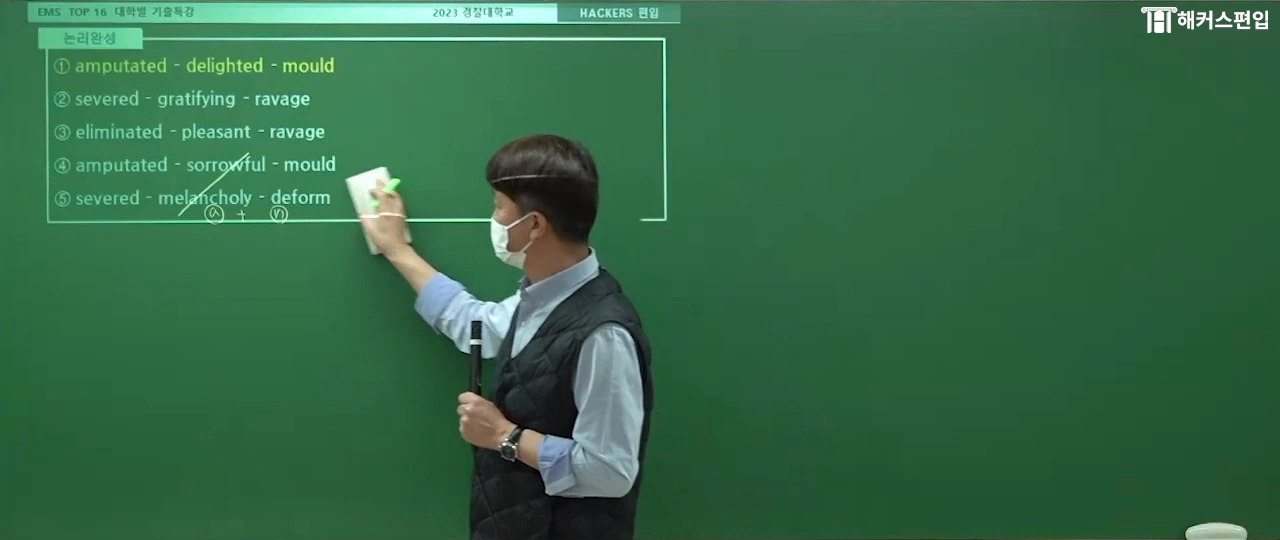 EMS TOP 16 대학별 기출특강 2023 경찰대학교 HACKERS 편입
해커스편입
논리완성
① amputated - delighted - mould
② severed - gratifying - ravage
③ eliminated - pleasant - ravage
④ amputated - sorrowful - mould
⑤ severed - melancholy - deform
ⓐ + ⓝ